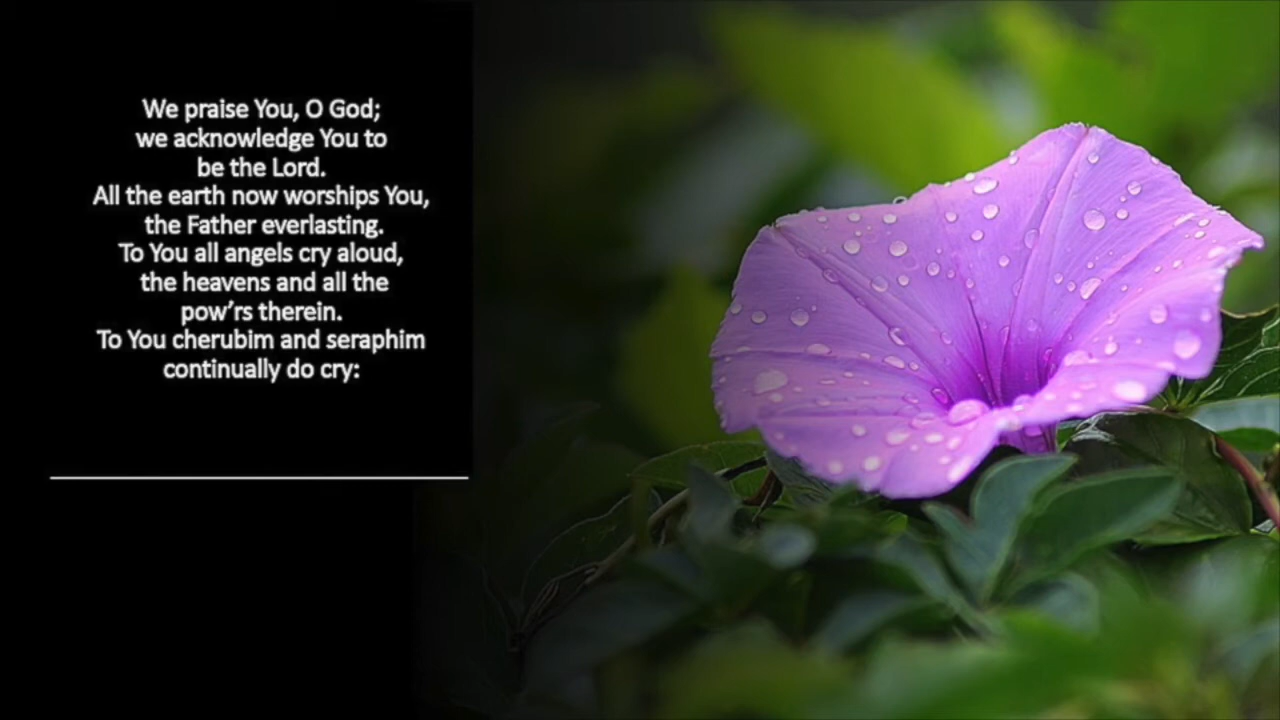 We praise You, O God;
we acknowledge You to
be the Lord.
All the earth now worships You,
the Father everlasting.
To You all angels cry aloud,
the heavens and all the
pow’rs therein.
To You cherubim and seraphim
continually do cry: